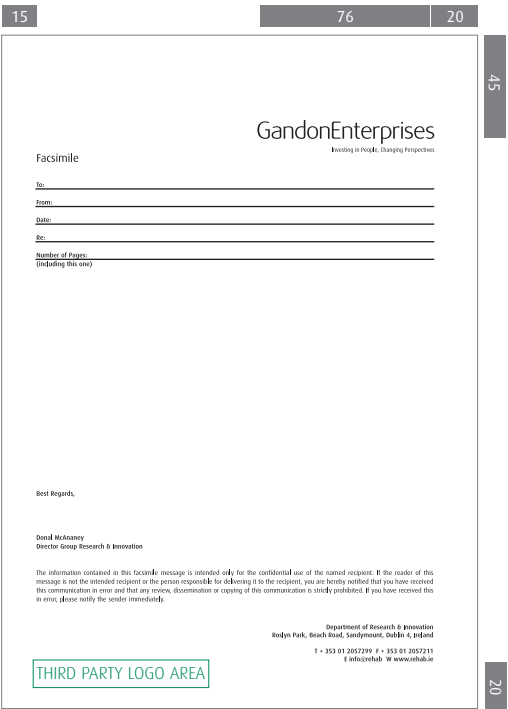 15
76
20
45
GandonEnterprises
Investing in People, Changing Perspectives
Facsimile
To:
From:
Date:
Re:
Number of Pages:
(including this one)
Best Regards,
Donal McAnaney
Director Group Research & Innovation
The information contained in this facsimile message is intended only for the confidential use of the named recipient. If the reader of this
message is not the intended recipient or the person responsible for delivering it to the recipient, you are hereby notified that you have received
this communication in error and that any review, dissemination or copying of this communication is strictly prohibited. If you have received this
in error, please notify the sender immediately.
Department of Research & Innovation
Roslyn Park, Beach Road, Sandymount, Dublin 4, Ireland
T + 353 01 2057299 F + 353 01 2057211
E info@rehab W www.rehab.ie
THIRD PARTY LOGO AREA
20